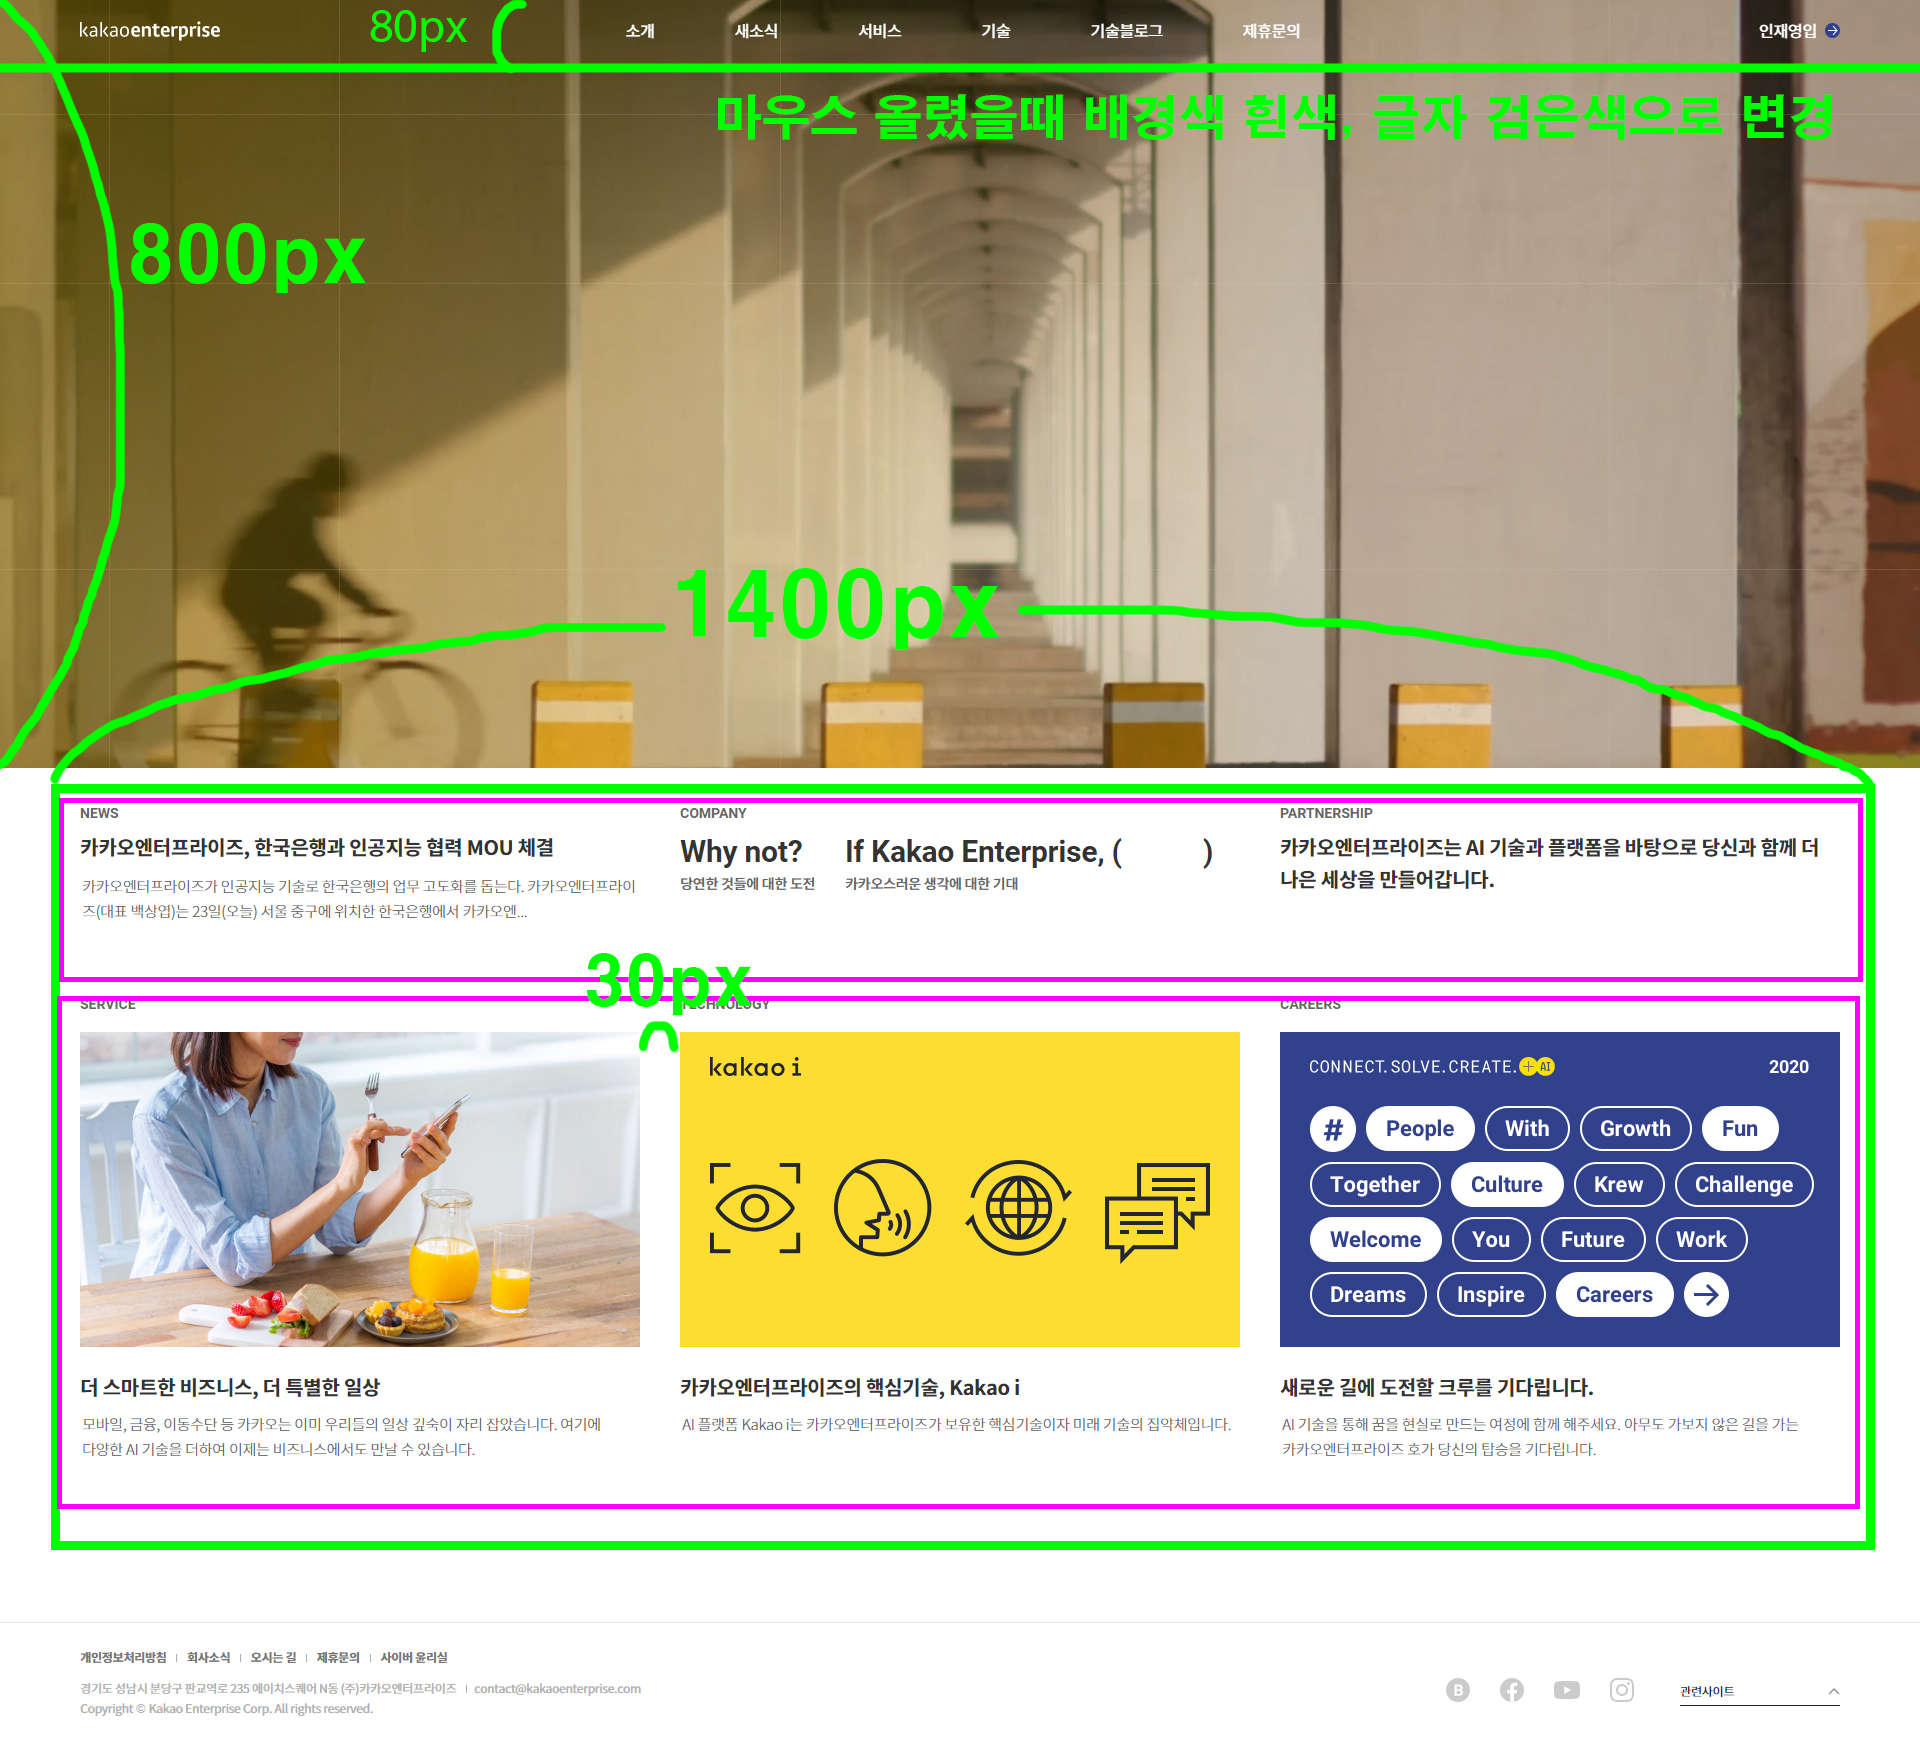 kakaoenterprise
80px
소개 새소식 서비스 기술 기술블로그 제휴문의
인재영입
마우스 올렸을때 배경색 흰색, 글자 검은색으로 변경
800px
1400px
NEWS
카카오엔터프라이즈, 한국은행과 인공지능 협력 MOU 체결
카카오엔터프라이즈가 인공지능 기술로 한국은행의 업무 고도화를 돕는다. 카카오엔터프라이
즈(대표 백상엽)는 23일(오늘) 서울 중구에 위치한 한국은행에서 카카오엔...
COMPANY
Why not?
당연한 것들에 대한 도전
If Kakao Enterprise, ( )
카카오스러운 생각에 대한 기대
PARTNERSHIP
카카오엔터프라이즈는 AI 기술과 플랫폼을 바탕으로 당신과 함께 더
나은 세상을 만들어갑니다.
30px
SERVICE
더 스마트한 비즈니스, 더 특별한 일상
모바일, 금융, 이동수단 등 카카오는 이미 우리들의 일상 깊숙이 자리 잡았습니다. 여기에
다양한 AI 기술을 더하여 이제는 비즈니스에서도 만날 수 있습니다.
TECHNOLOGY
kakao i
카카오엔터프라이즈의 핵심기술, Kakao i
AI 플랫폼 Kakao i는 카카오엔터프라이즈가 보유한 핵심기술이자 미래 기술의 집약체입니다.
CAREERS
CONNECT. SOLVE. CREATE. + AI
2020
# People With Growth Fun
Together Culture Krew Challenge
Welcome You Future Work
Dreams Inspire Careers
새로운 길에 도전할 크루를 기다립니다.
AI 기술을 통해 꿈을 현실로 만드는 여정에 함께 해주세요. 아무도 가보지 않은 길을 가는
카카오엔터프라이즈 호가 당신의 탑승을 기다립니다.
개인정보처리방침 회사소식 오시는 길 제휴문의 사이버 윤리실
경기도 성남시 분당구 판교역로 235 에이치스퀘어 N동 (주)카카오엔터프라이즈 contact@kakaoenterprise.com
Copyright © Kakao Enterprise Corp. All rights reserved.
B
관련사이트